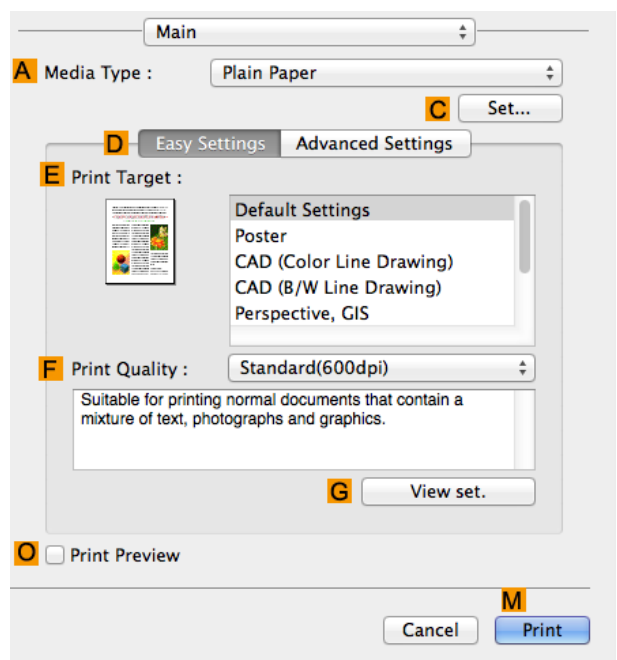 Main
A Media Type : Plain Paper
C Set...
D Easy Settings Advanced Settings
E Print Target :
Default Settings
Poster
CAD (Color Line Drawing)
CAD (B/W Line Drawing)
Perspective, GIS
F Print Quality : Standard(600dpi)
Suitable for printing normal documents that contain a
mixture of text, photographs and graphics.
G View set.
O Print Preview
M
Cancel Print